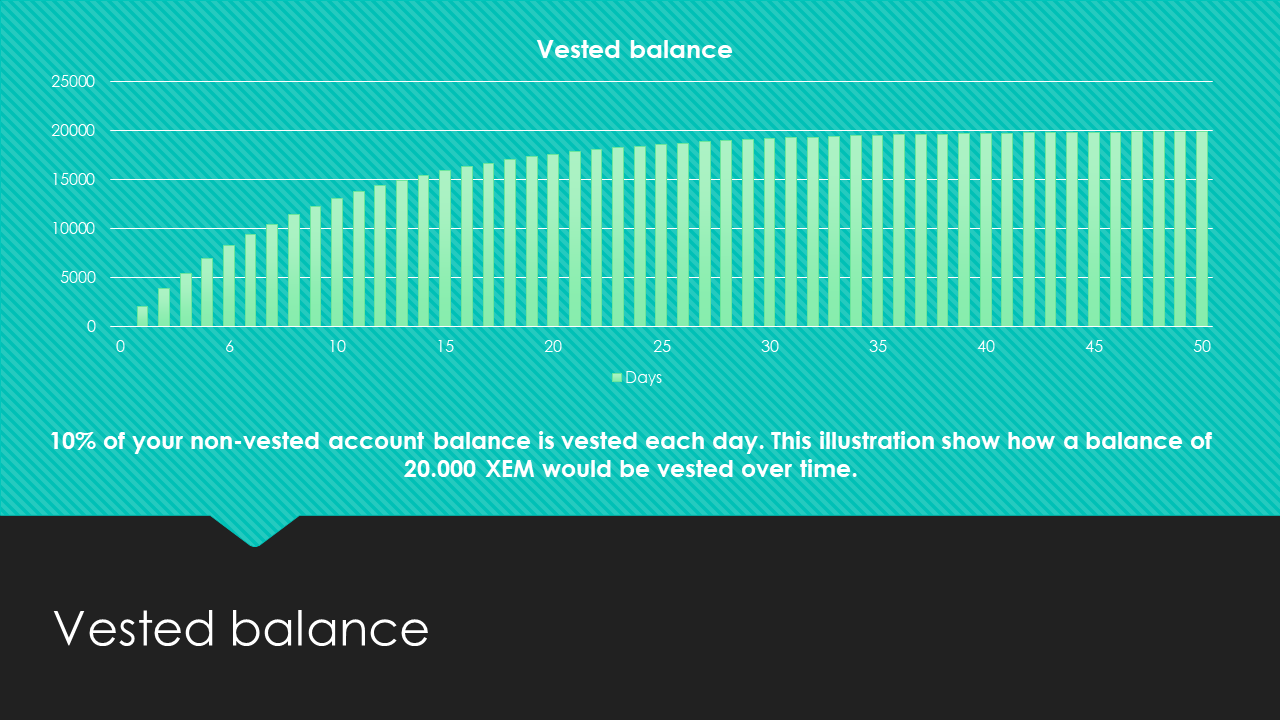 Vested balance
25000
20000
15000
10000
5000
0
0 6 10 15 20 25 30 35 40 45 50
Days
10% of your non-vested account balance is vested each day. This illustration show how a balance of
20.000 XEM would be vested over time.
Vested balance